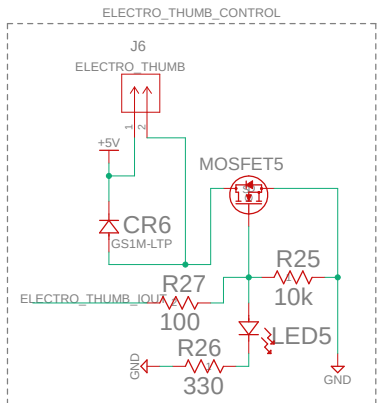 ELECTRO_THUMB_CONTROL
J6
ELECTRO_THUMB
1
2
+5V
MOSFET5
CR6
GS1M-LTP
R27
R25
ELECTRO_THUMB_IOUT
100
10k
LED5
R26
GND
330
GND